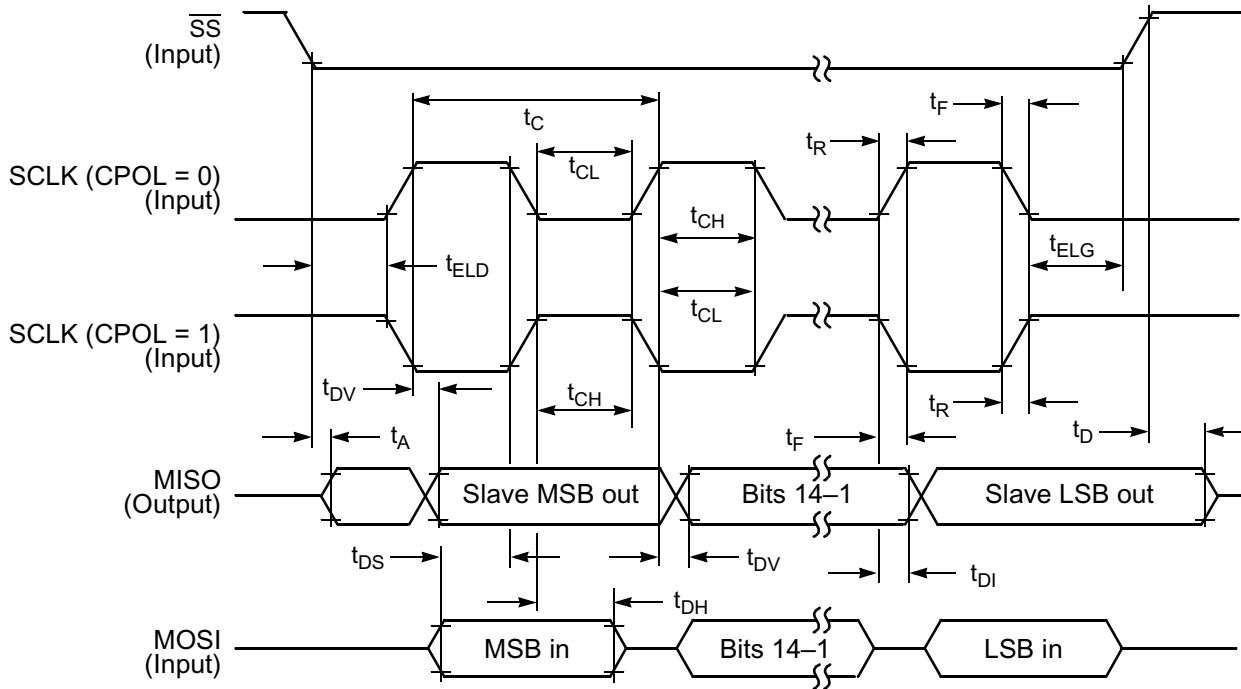 SS
(Input)
tC
tF
tR
tCL
SCLK (CPOL = 0)
(Input)
tCH
tELD
tELG
tCL
SCLK (CPOL = 1)
(Input)
tDV
tCH
tR
tA
tF
tD
MISO
(Output)
Slave MSB out
Bits 14–1
Slave LSB out
tDS
tDV
tDI
tDH
MOSI
(Input)
MSB in
Bits 14–1
LSB in